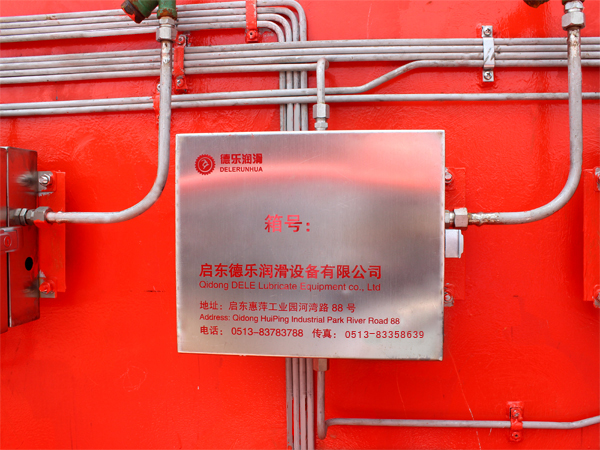 德乐润滑
DELERUNHUA
箱号：
启东德乐润滑设备有限公司
Qidong DELE Lubricate Equipment co., Ltd
地址：启东惠萍工业园河湾路 88 号
Address: Qidong HuiPing Industrial Park River Road 88
电话： 0513-83783788 传真： 0513-83358639